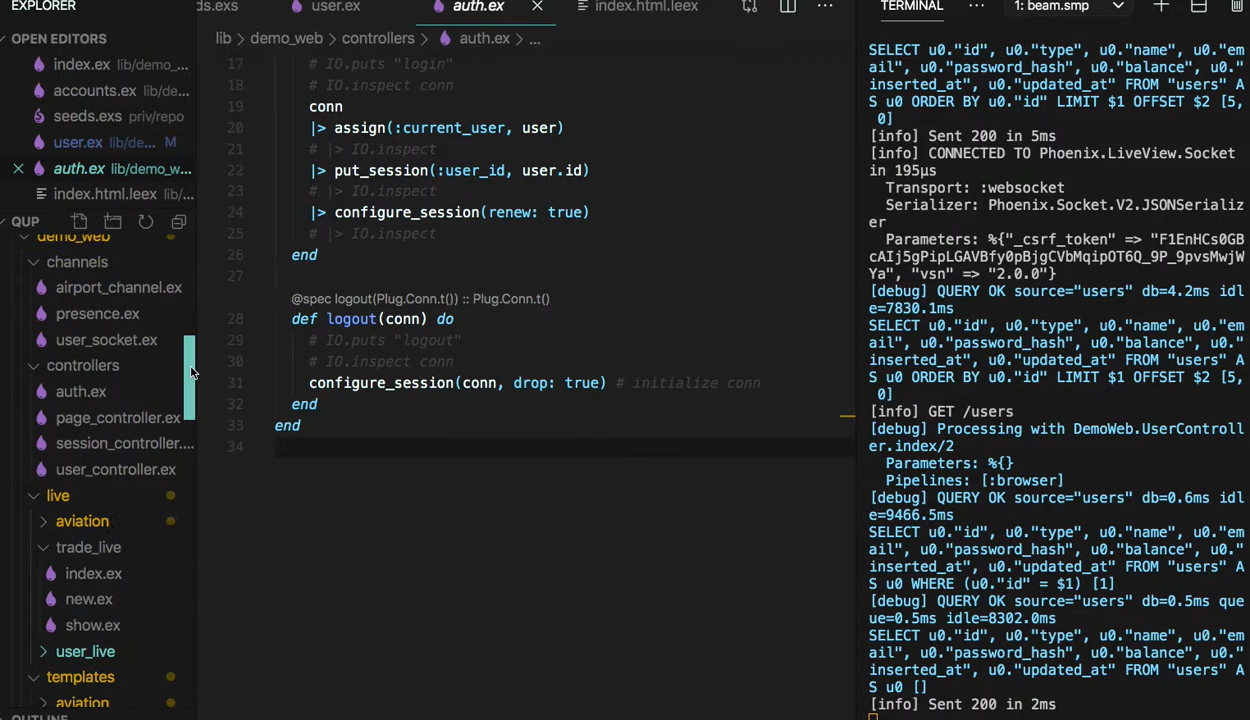 EXPLORER
OPEN EDITORS
index.ex lib/demo_...
accounts.ex lib/de...
seeds.exs priv/repo
user.ex lib/de... M
auth.ex lib/demo_w...
index.html.leex lib/...
QUP
demo_web
channels
airport_channel.ex
presence.ex
user_socket.ex
controllers
auth.ex
page_controller.ex
session_controller....
user_controller.ex
live
aviation
trade_live
index.ex
new.ex
show.ex
user_live
templates
aviation
OUTLINE
ds.exs user.ex auth.ex index.html.leex ...
lib > demo_web > controllers > auth.ex > ...
17 # IO.puts "login"
18 # IO.inspect conn
19 conn
20 |> assign(:current_user, user)
21 # |> IO.inspect
22 |> put_session(:user_id, user.id)
23 # |> IO.inspect
24 |> configure_session(renew: true)
25 # |> IO.inspect
26 end
27
@spec logout(Plug.Conn.t()) :: Plug.Conn.t()
28 def logout(conn) do
29 # IO.puts "logout"
30 # IO.inspect conn
31 configure_session(conn, drop: true) # initialize conn
32 end
33 end
34
TERMINAL ... 1: beam.smp
SELECT u0."id", u0."type", u0."name", u0."em
ail", u0."password_hash", u0."balance", u0."
inserted_at", u0."updated_at" FROM "users" A
S u0 ORDER BY u0."id" LIMIT $1 OFFSET $2 [5,
0]
[info] Sent 200 in 5ms
[info] CONNECTED TO Phoenix.LiveView.Socket
in 195µs
Transport: :websocket
Serializer: Phoenix.Socket.V2.JSONSerializ
er
Parameters: %{"_csrf_token" => "F1EnHCs0GB
cAIj5gPipLGAVBfy0pBjgCVbMqipOT6Q_9P_9pvsMwjW
Ya", "vsn" => "2.0.0"}
[debug] QUERY OK source="users" db=4.2ms idl
e=7830.1ms
SELECT u0."id", u0."type", u0."name", u0."em
ail", u0."password_hash", u0."balance", u0."
inserted_at", u0."updated_at" FROM "users" A
S u0 ORDER BY u0."id" LIMIT $1 OFFSET $2 [5,
0]
[info] GET /users
[debug] Processing with DemoWeb.UserControll
er.index/2
Parameters: %{}
Pipelines: [:browser]
[debug] QUERY OK source="users" db=0.6ms idl
e=9466.5ms
SELECT u0."id", u0."type", u0."name", u0."em
ail", u0."password_hash", u0."balance", u0."
inserted_at", u0."updated_at" FROM "users" A
S u0 WHERE (u0."id" = $1) [1]
[debug] QUERY OK source="users" db=0.5ms que
ue=0.5ms idle=8302.0ms
SELECT u0."id", u0."type", u0."name", u0."em
ail", u0."password_hash", u0."balance", u0."
inserted_at", u0."updated_at" FROM "users" A
S u0 []
[info] Sent 200 in 2ms